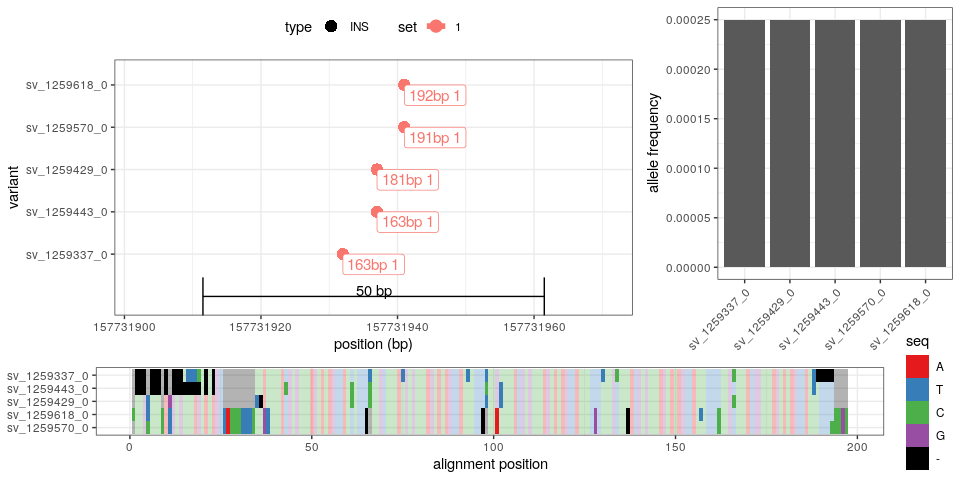 type INS set 1
variant
sv_1259618_0
sv_1259570_0
sv_1259429_0
sv_1259443_0
sv_1259337_0
192bp 1
191bp 1
181bp 1
163bp 1
163bp 1
50 bp
157731900 157731920 157731940 157731960
position (bp)
allele frequency
0.00025
0.00020
0.00015
0.00010
0.00005
0.00000
sv_1259337_0
sv_1259429_0
sv_1259443_0
sv_1259570_0
sv_1259618_0
sv_1259337_0
sv_1259443_0
sv_1259429_0
sv_1259618_0
sv_1259570_0
0 50 100 150 200
alignment position
seq
A
T
C
G
-